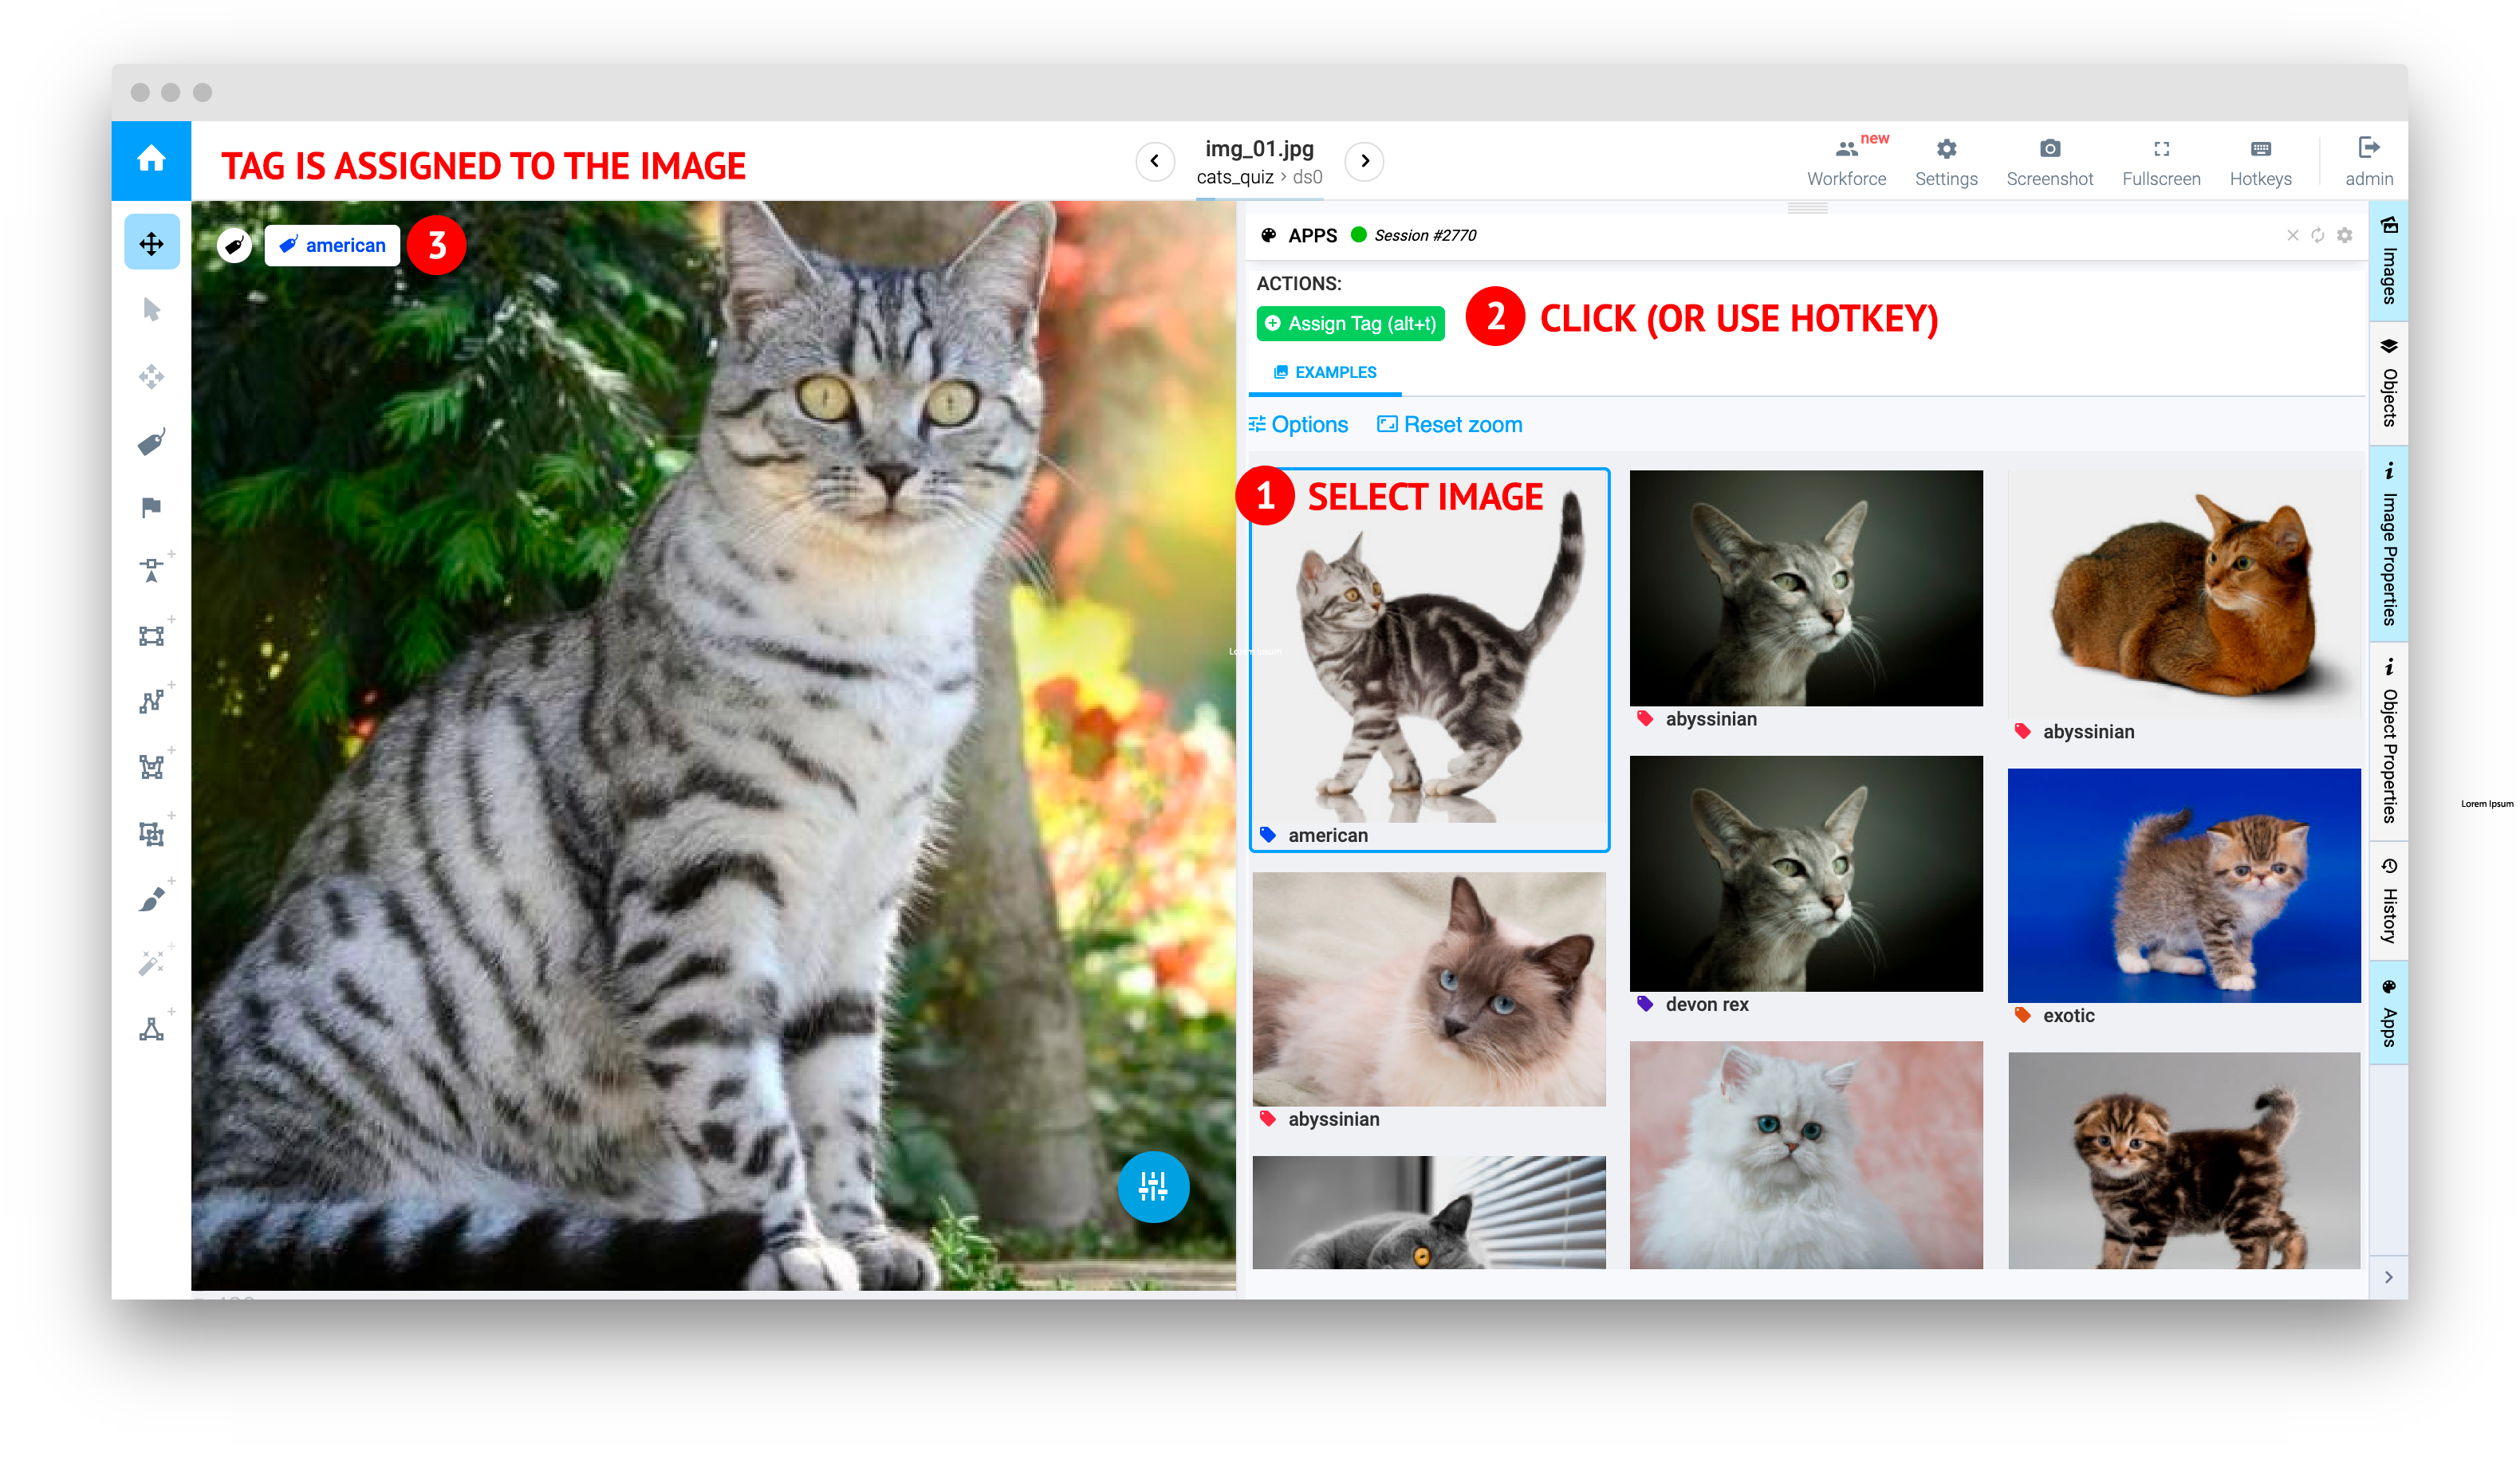 TAG IS ASSIGNED TO THE IMAGE
img_01.jpg
cats_quiz > ds0
new
Workforce
Settings
Screenshot
Fullscreen
Hotkeys
admin
american
3
APPS
Session #2770
ACTIONS:
Assign Tag (alt+t)
2 CLICK (OR USE HOTKEY)
EXAMPLES
Options
Reset zoom
1 SELECT IMAGE
american
abyssinian
abyssinian
Lorem Ipsum
abyssinian
devon rex
exotic
Images
Objects
Image Properties
Object Properties
History
Apps
Lorem Ipsum